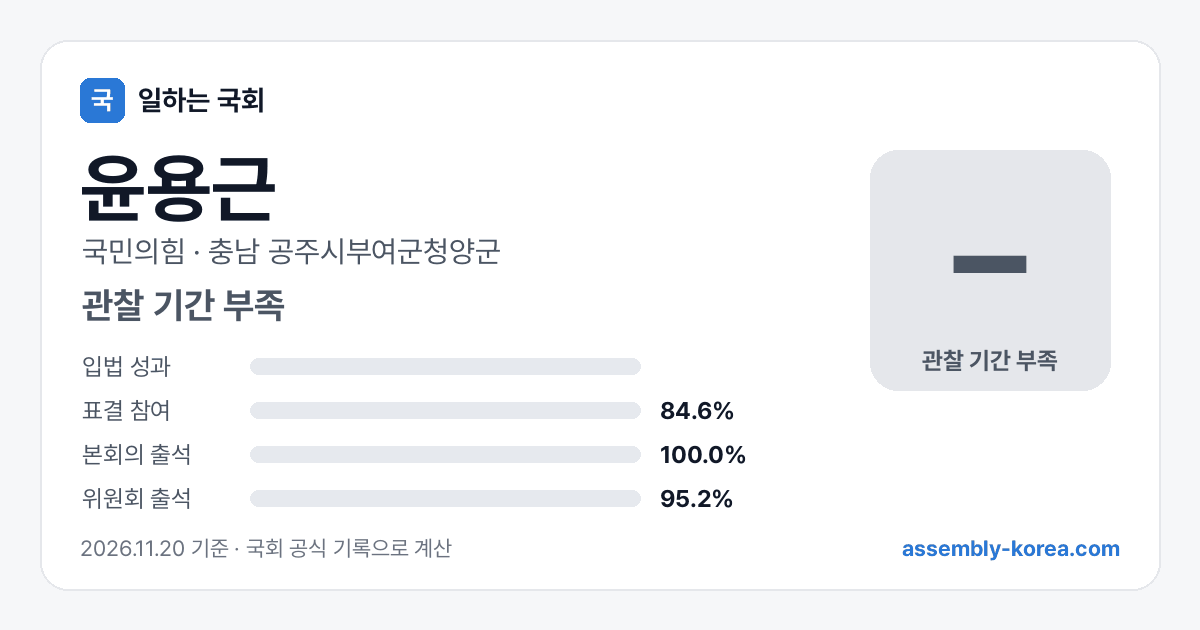 국 일하는 국회
윤용근
국민의힘 · 충남 공주시부여군청양군
관찰 기간 부족
–
관찰 기간 부족
입법 성과
표결 참여 84.6%
본회의 출석 100.0%
위원회 출석 95.2%
2026.11.20 기준 · 국회 공식 기록으로 계산
assembly-korea.com